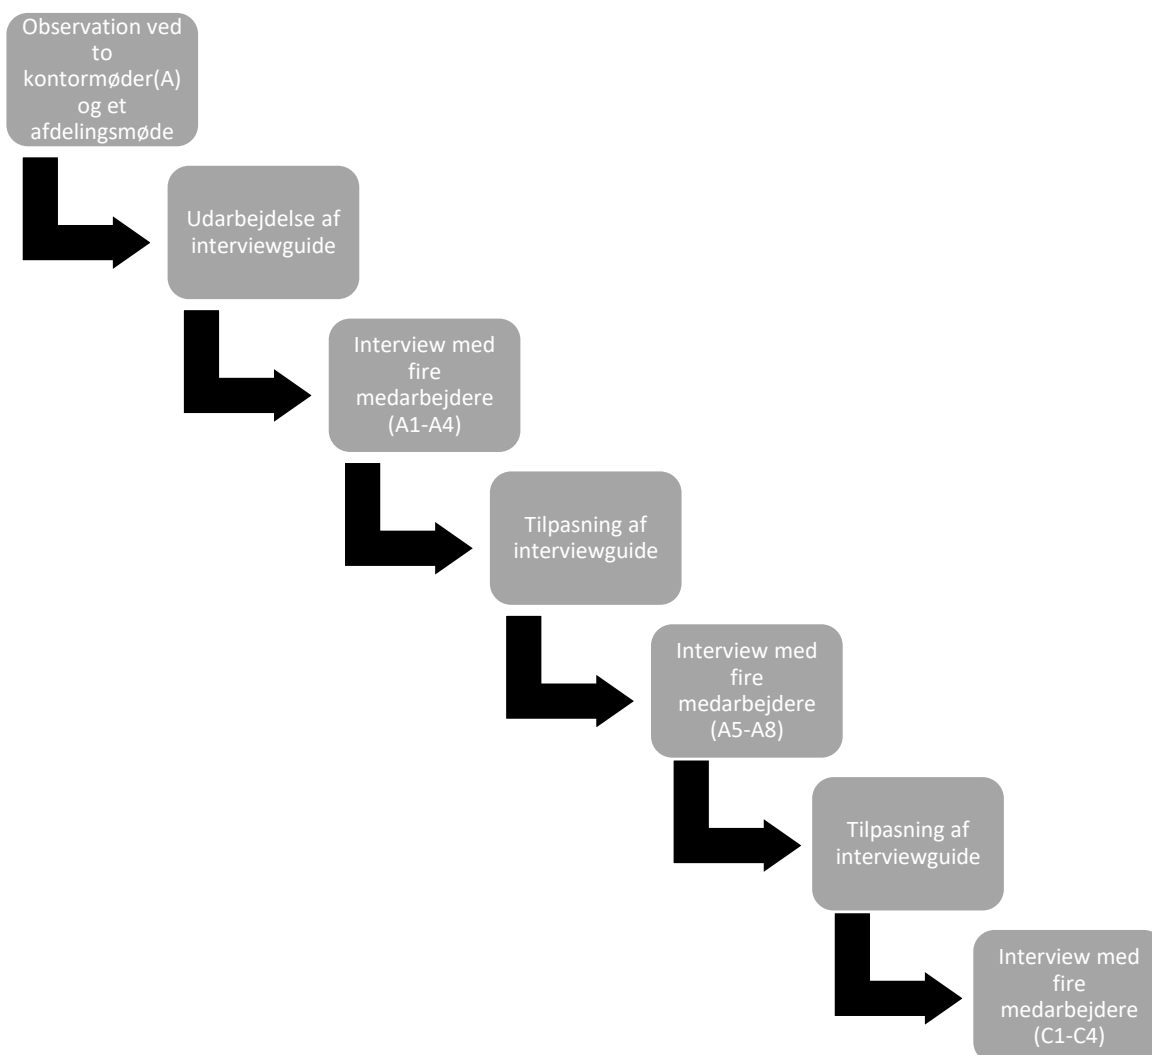 Observation ved
to
kontormøder(A)
og et
afdelingsmøde
Udarbejdelse af
interviewguide
Interview med
fire
medarbejdere
(A1-A4)
Tilpasning af
interviewguide
Interview med
fire
medarbejdere
(A5-A8)
Tilpasning af
interviewguide
Interview med
fire
medarbejdere
(C1-C4)